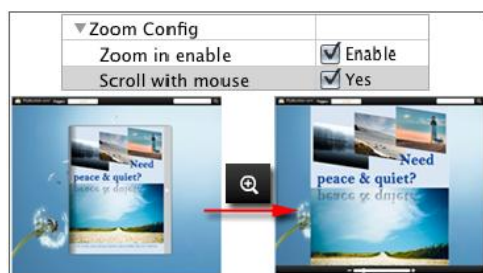 Zoom Config
Zoom in enable
Enable
Scroll with mouse
Yes
Need
peace & quiet?
Need
peace & quiet?